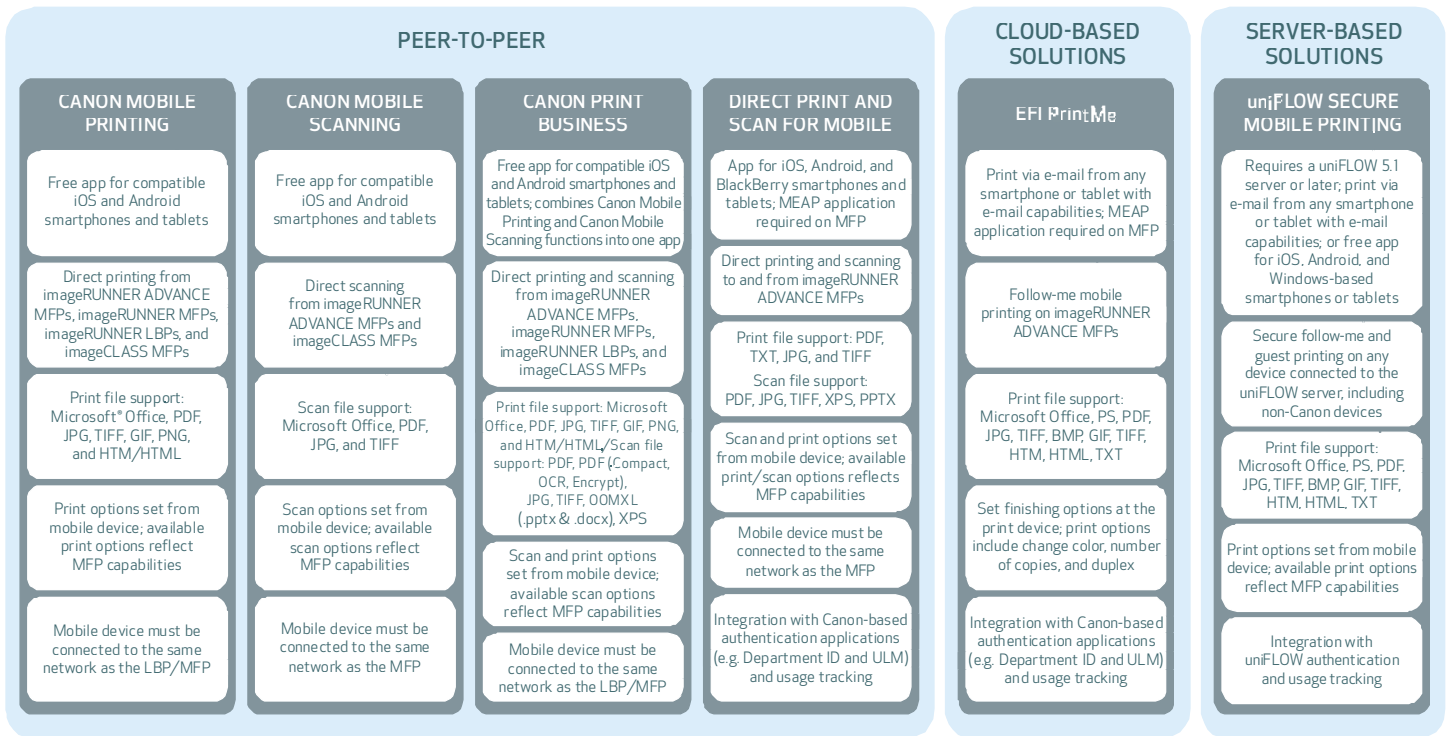 PEER-TO-PEER
CANON MOBILE
PRINTING
Free app for compatible
iOS and Android
smartphones and tablets
Direct printing from
imageRUNNER ADVANCE
MFPs, imageRUNNER MFPs,
imageRUNNER LBPs, and
imageCLASS MFPs
Print file support:
Microsoft® Office, PDF,
JPG, TIFF, GIF, PNG,
and HTM/HTML
Print options set from
mobile device; available
print options reflect
MFP capabilities
Mobile device must be
connected to the same
network as the LBP/MFP
CANON MOBILE
SCANNING
Free app for compatible
iOS and Android
smartphones and tablets
Direct scanning
from imageRUNNER
ADVANCE MFPs and
imageCLASS MFPs
Scan file support:
Microsoft Office, PDF,
JPG, and TIFF
Scan options set from
mobile device; available
scan options reflect
MFP capabilities
Mobile device must be
connected to the same
network as the MFP
CANON PRINT
BUSINESS
Free app for compatible iOS
and Android smartphones and
tablets; combines Canon Mobile
Printing and Canon Mobile
Scanning functions into one app
Direct printing and scanning
from imageRUNNER
ADVANCE MFPs,
imageRUNNER MFPs,
imageRUNNER LBPs, and
imageCLASS MFPs
Print file support: Microsoft
Office, PDF, JPG, TIFF, GIF, PNG,
and HTM/HTML/Scan file
support: PDF, PDF (Compact,
OCR, Encrypt),
JPG, TIFF, OOMXL
(.pptx & .docx), XPS
Scan and print options
set from mobile device;
available scan options
reflect MFP capabilities
Mobile device must be
connected to the same
network as the LBP/MFP
DIRECT PRINT AND
SCAN FOR MOBILE
App for iOS, Android, and
BlackBerry smartphones and
tablets; MEAP application
required on MFP
Direct printing and scanning
to and from imageRUNNER
ADVANCE MFPs
Print file support: PDF,
TXT, JPG, and TIFF
Scan file support:
PDF, JPG, TIFF, XPS, PPTX
Scan and print options set
from mobile device; available
print/scan options reflects
MFP capabilities
Mobile device must be
connected to the same
network as the MFP
Integration with Canon-based
authentication applications
(e.g. Department ID and ULM)
and usage tracking
CLOUD-BASED
SOLUTIONS
EFI PrintMe
Print via e-mail from any
smartphone or tablet with
e-mail capabilities; MEAP
application required on MFP
Follow-me mobile
printing on imageRUNNER
ADVANCE MFPs
Print file support:
Microsoft Office, PS, PDF,
JPG, TIFF, BMP, GIF, TIFF,
HTM, HTML, TXT
Set finishing options at the
print device; print options
include change color, number
of copies, and duplex
Integration with Canon-based
authentication applications
(e.g. Department ID and ULM)
and usage tracking
SERVER-BASED
SOLUTIONS
uniFLOW SECURE
MOBILE PRINTING
Requires a uniFLOW 5.1
server or later; print via
e-mail from any smartphone
or tablet with e-mail
capabilities; or free app
for iOS, Android, and
Windows-based
smartphones or tablets
Secure follow-me and
guest printing on any
device connected to the
uniFLOW server, including
non-Canon devices
Print file support:
Microsoft Office, PS, PDF,
JPG, TIFF, BMP, GIF, TIFF,
HTM, HTML, TXT
Print options set from mobile
device; available print options
reflect MFP capabilities
Integration with
uniFLOW authentication
and usage tracking